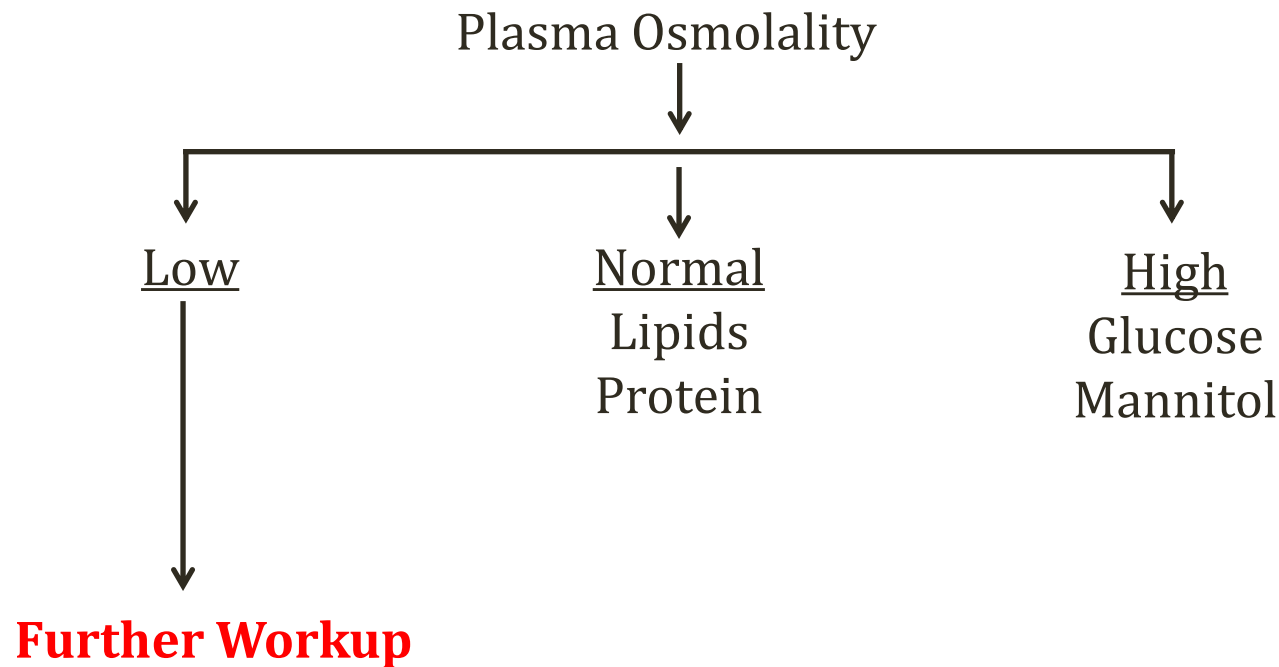 Plasma Osmolality
Low
Normal
Lipids
Protein
High
Glucose
Mannitol
Further Workup